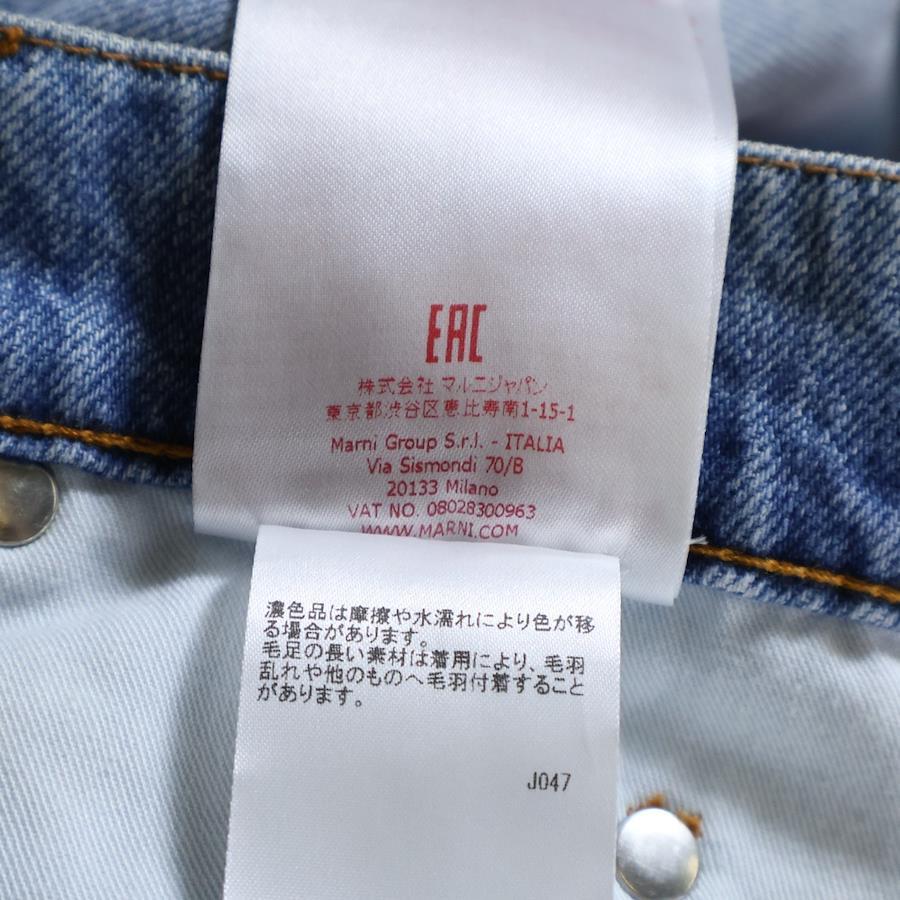 EAC
株式会社 マルニジャパン
東京都渋谷区恵比寿南1-15-1
Marni Group S.r.l. - ITALIA
Via Sismondi 70/B
20133 Milano
VAT NO. 08028300963
WWW.MARNI.COM
濃色品は摩擦や水濡れにより色が移
る場合があります。
毛足の長い素材は着用により、毛羽
乱れや他のものへ毛羽付着すること
があります。
J047